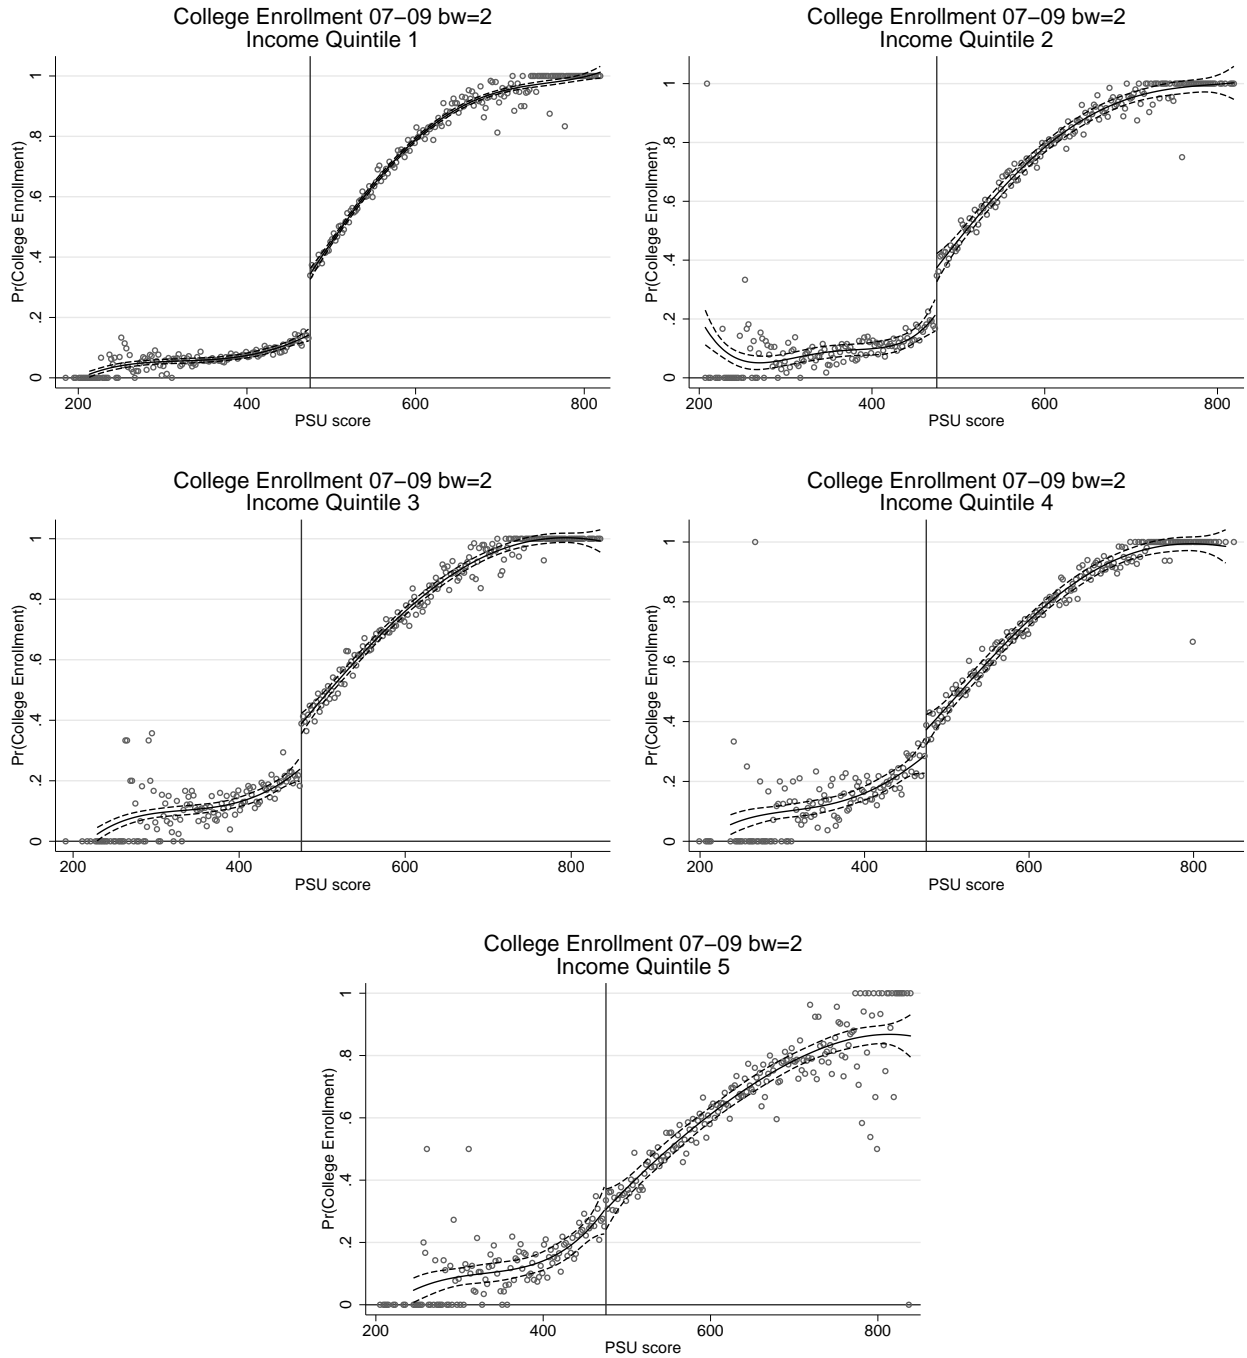 College Enrollment 07−09 bw=2
Income Quintile 1
Pr(College Enrollment)
1
.8
.6
.4
.2
0
200 400 600 800
PSU score
College Enrollment 07−09 bw=2
Income Quintile 2
Pr(College Enrollment)
1
.8
.6
.4
.2
0
200 400 600 800
PSU score
College Enrollment 07−09 bw=2
Income Quintile 3
Pr(College Enrollment)
1
.8
.6
.4
.2
0
200 400 600 800
PSU score
College Enrollment 07−09 bw=2
Income Quintile 4
Pr(College Enrollment)
1
.8
.6
.4
.2
0
200 400 600 800
PSU score
College Enrollment 07−09 bw=2
Income Quintile 5
Pr(College Enrollment)
1
.8
.6
.4
.2
0
200 400 600 800
PSU score